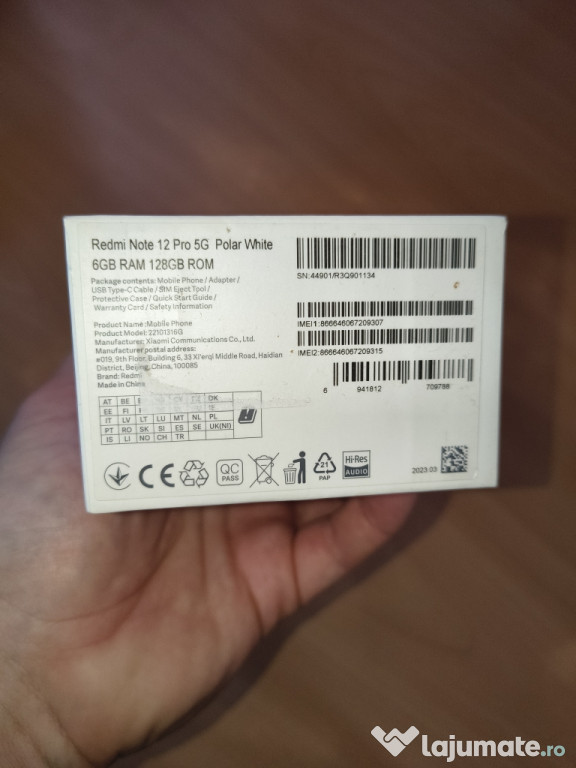 Redmi Note 12 Pro 5G Polar White
6GB RAM 128GB ROM
Package contents: Mobile Phone / Adapter /
USB Type-C Cable / SIM Eject Tool /
Protective Case / Quick Start Guide /
Warranty Card / Safety Information
Product Name: Mobile Phone
Product Model: 22101316G
Manufacturer: Xiaomi Communications Co., Ltd.
Manufacturer postal address:
#019, 9th Floor, Building 6, 33 Xi'erqi Middle Road, Haidian
District, Beijing, China, 100085
Brand: Redmi
Made in China
SN:44901/R3Q901134
IMEI1:866646067209307
IMEI2:866646067209315
6 941812 709788
AT BE DK
EE FI IE
IT LV LT LU MT NL PL
PT RO SK SI ES SE UK(NI)
IS LI NO CH TR
CE
QC
PASS
21
PAP
Hi-Res
AUDIO
2023.03
lajumate.ro